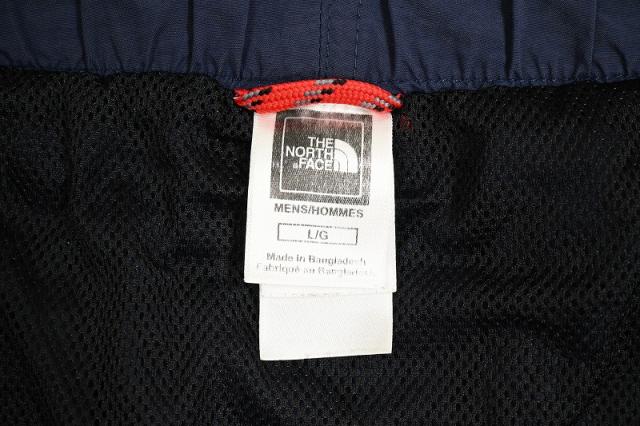 THE
NORTH
FACE
MENS/HOMMES
L/G
Made in Bangladesh
Fabriqué au Bangladesh